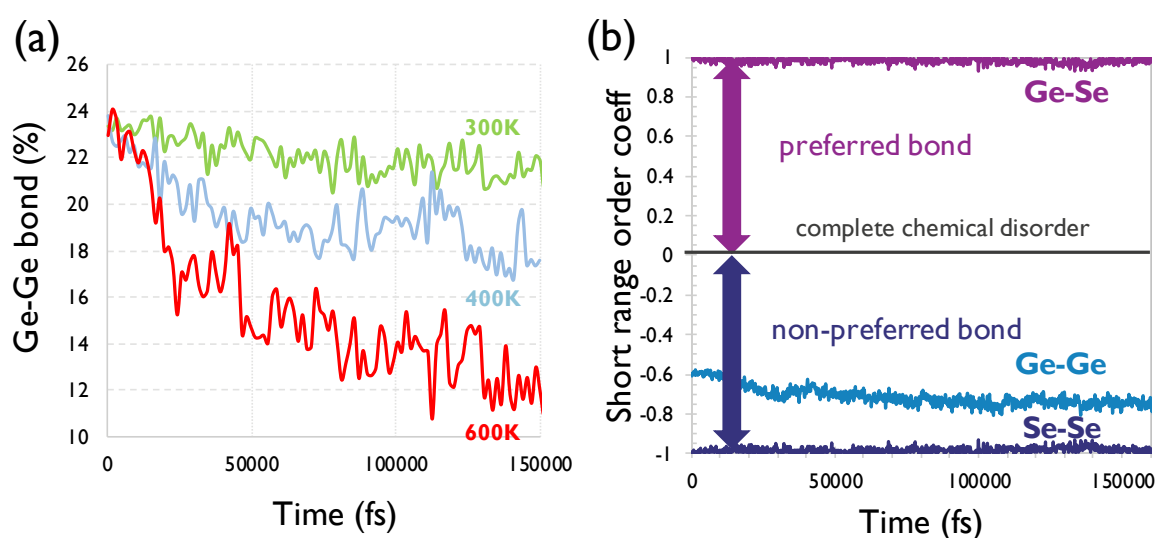 (a)
Ge-Ge bond (%)
26
24
22
20
18
16
14
12
10
300K
400K
600K
0
50000
100000
150000
Time (fs)
(b)
Short range order coeff
1
0.8
0.6
0.4
0.2
0
-0.2
-0.4
-0.6
-0.8
-1
Ge-Se
preferred bond
complete chemical disorder
non-preferred bond
Ge-Ge
Se-Se
0
50000
100000
150000
Time (fs)